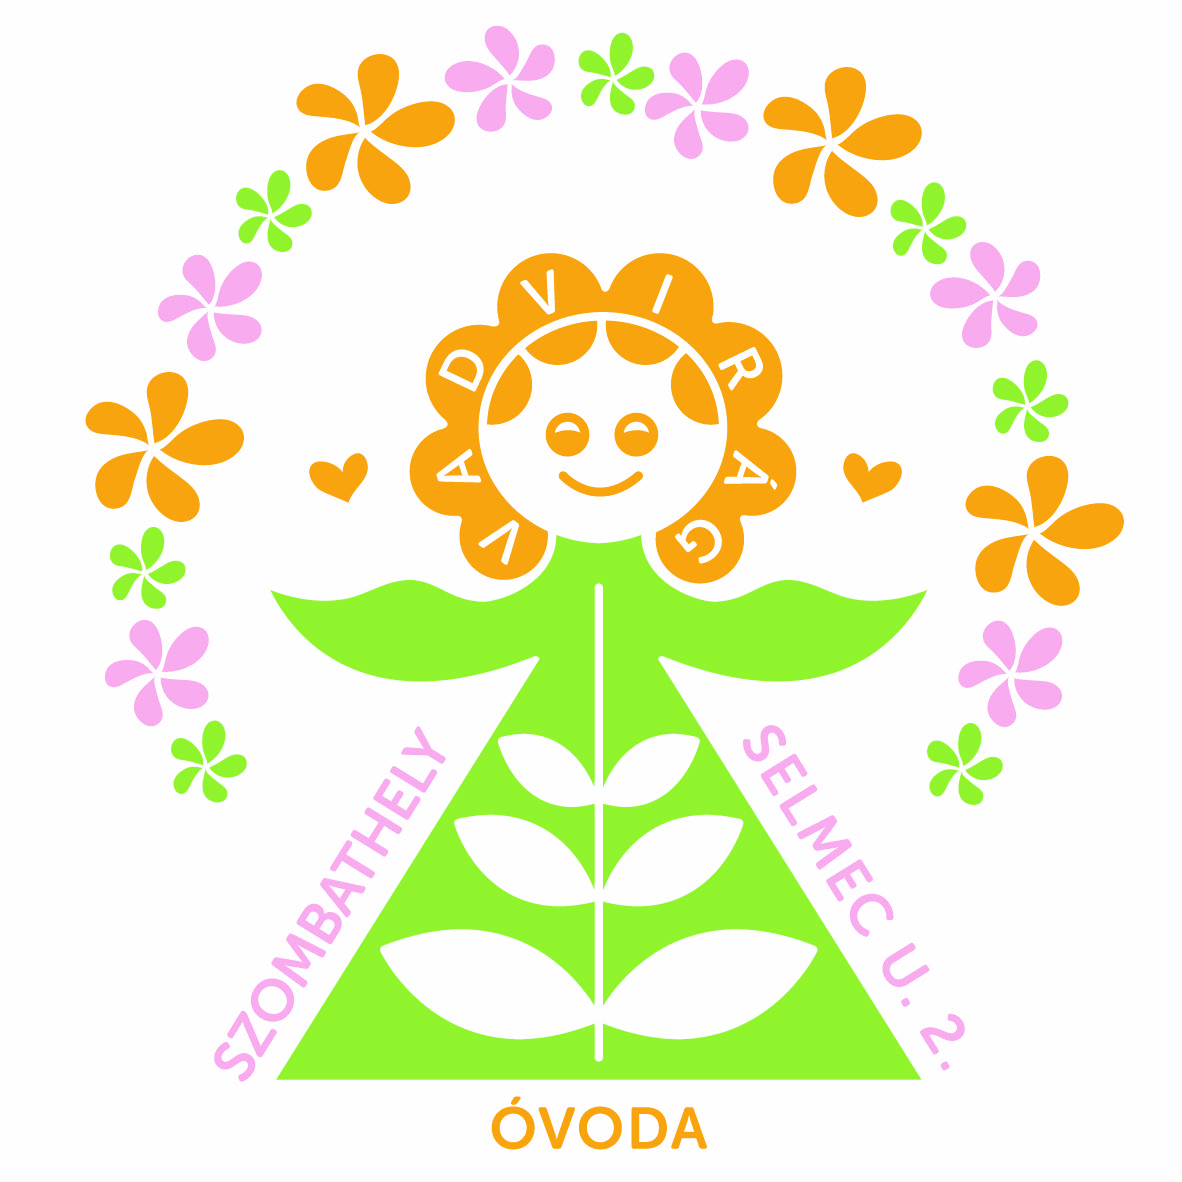 VADVIRÁG
SZOMBATHELY
SELMEC U. 2.
ÓVODA